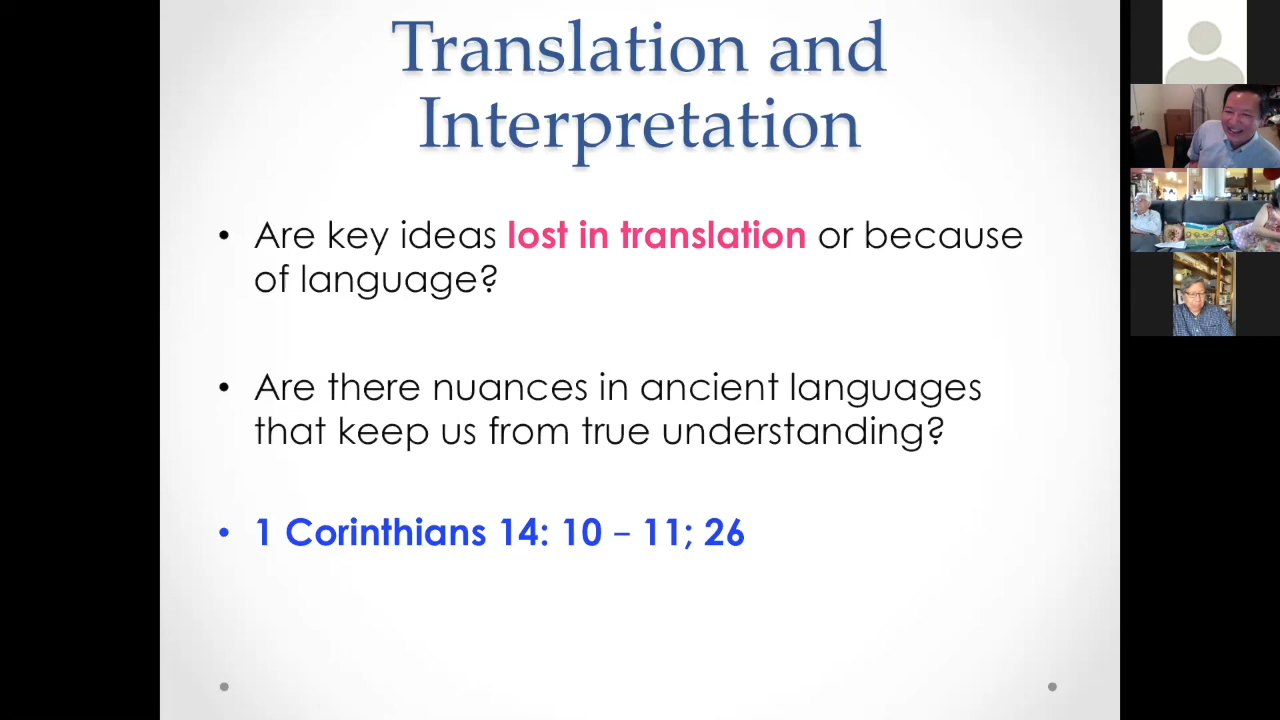 Translation and
Interpretation
• Are key ideas lost in translation or because
of language?
• Are there nuances in ancient languages
that keep us from true understanding?
• 1 Corinthians 14: 10 – 11; 26